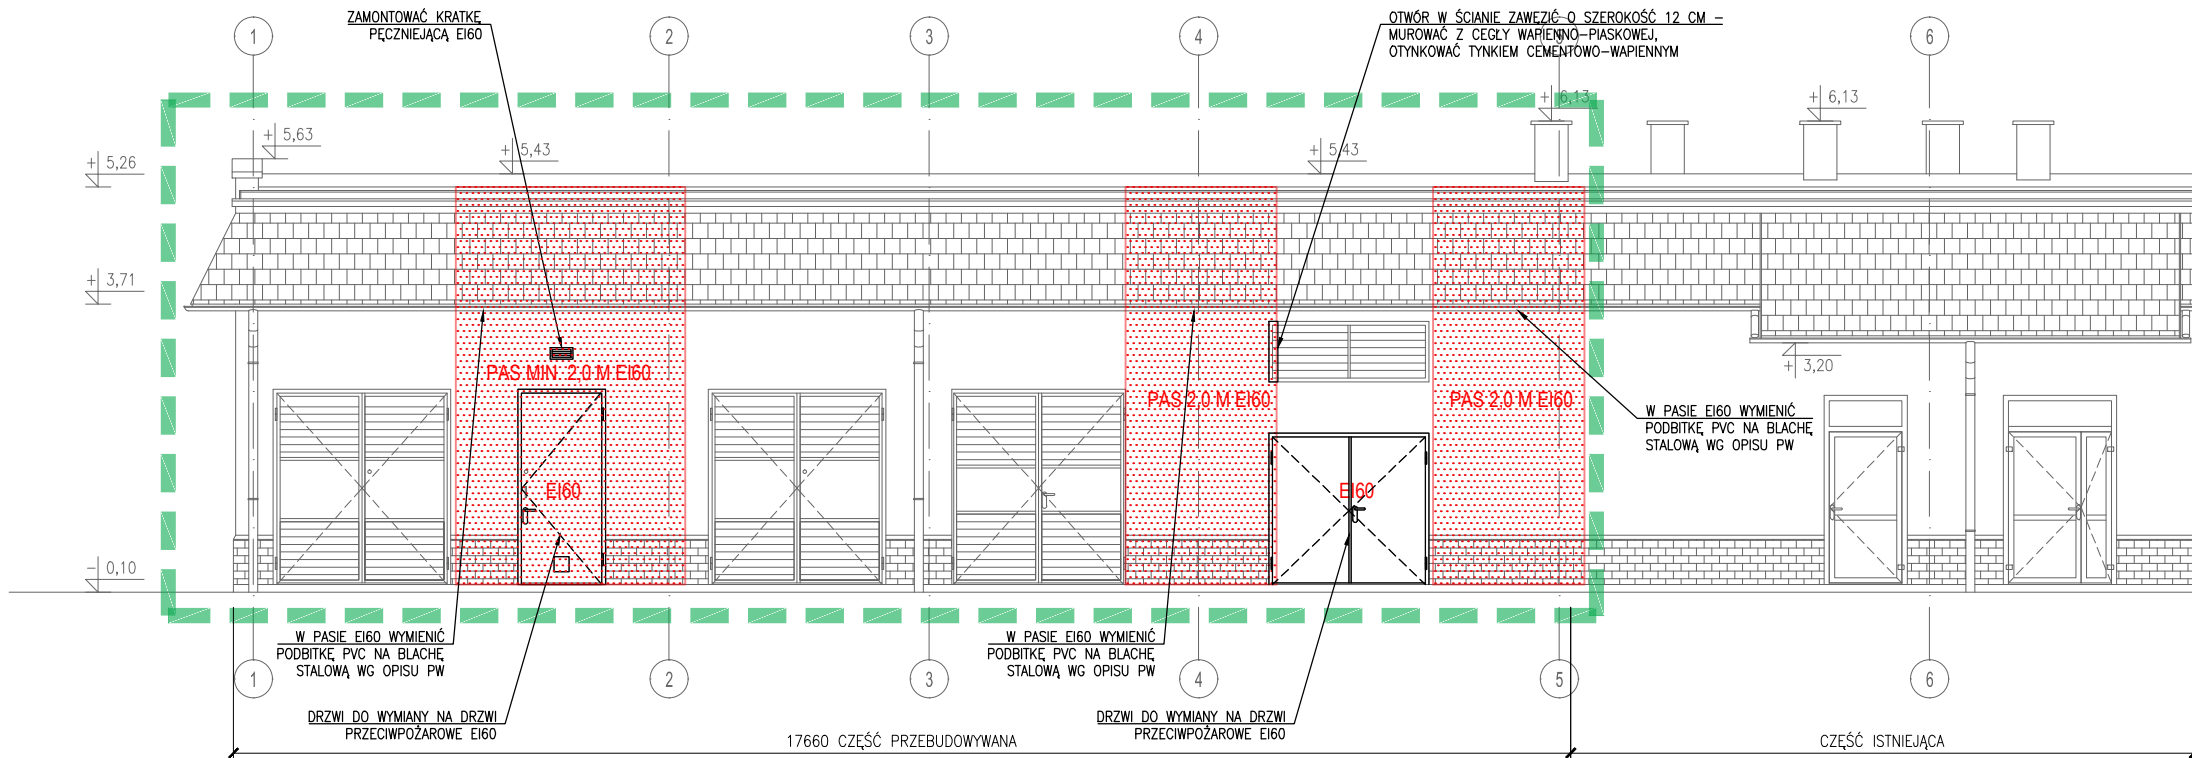 ZAMONTOWAĆ KRATKĘ
PĘCZNIEJĄCĄ EI60
OTWÓR W ŚCIANIE ZAWĘZIĆ O SZEROKOŚĆ 12 CM –
MUROWAĆ Z CEGŁY WAPIENNO-PIASKOWEJ,
OTYNKOWAĆ TYNKIEM CEMENTOWO-WAPIENNYM
1
2
3
4
5
6
+ 5,26
+ 5,63
+ 5,43
+ 5,43
+ 6,13
+ 6,13
+ 3,71
+ 3,20
– 0,10
PAS MIN. 2,0 M EI60
PAS 2.0 M EI60
PAS 2.0 M EI60
EI60
EI60
W PASIE EI60 WYMIENIĆ
PODBITKĘ PVC NA BLACHĘ
STALOWĄ WG OPISU PW
W PASIE EI60 WYMIENIĆ
PODBITKĘ PVC NA BLACHĘ
STALOWĄ WG OPISU PW
W PASIE EI60 WYMIENIĆ
PODBITKĘ PVC NA BLACHĘ
STALOWĄ WG OPISU PW
1
2
3
4
5
6
DRZWI DO WYMIANY NA DRZWI
PRZECIWPOŻAROWE EI60
DRZWI DO WYMIANY NA DRZWI
PRZECIWPOŻAROWE EI60
17660 CZĘŚĆ PRZEBUDOWYWANA
CZĘŚĆ ISTNIEJĄCA